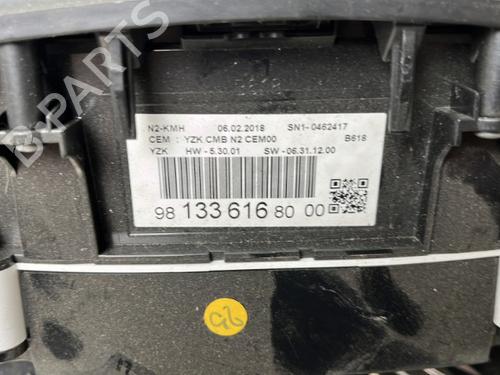 N2-KMH 06.02.2018 SN1- 0462417
CEM : YZK CMB N2 CEM00 B618
YZK HW - 5.30.01 SW - 06.31.12.00
98 133 616 80 00
B-PARTS